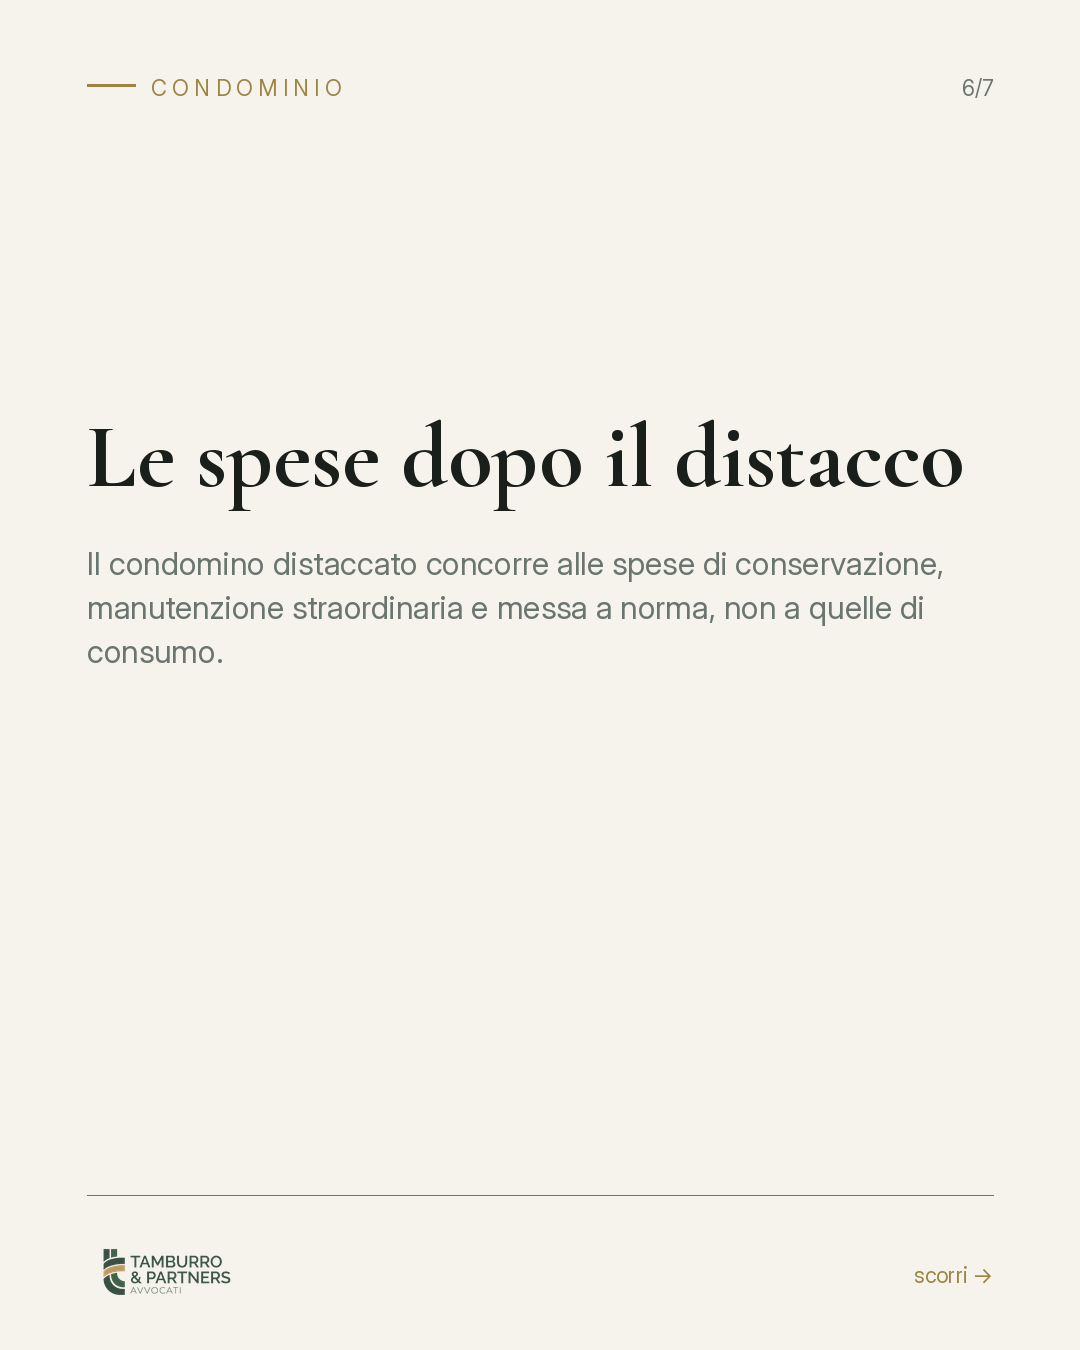 CONDOMINIO
6/7
Le spese dopo il distacco
Il condomino distaccato concorre alle spese di conservazione,
manutenzione straordinaria e messa a norma, non a quelle di
consumo.
TAMBURRO
& PARTNERS
AVVOCATI
scorri →